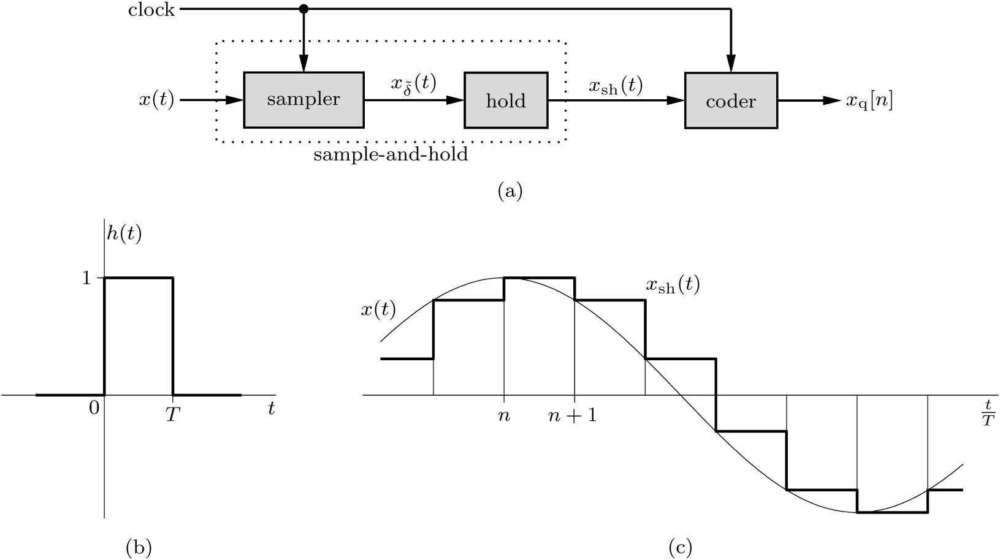 clock
x(t)
sampler
x_δ̃(t)
hold
x_sh(t)
coder
x_q[n]
sample-and-hold
(a)
h(t)
1
0
T
t
(b)
x(t)
x_sh(t)
n
n + 1
t/T
(c)